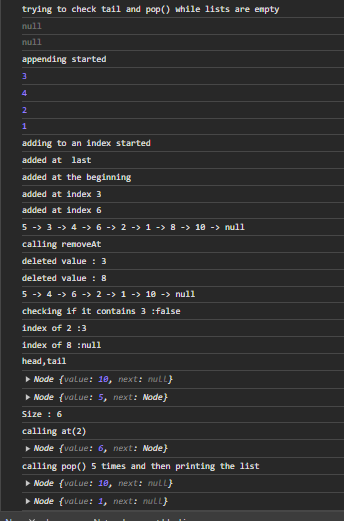 trying to check tail and pop() while lists are empty
null
null
appending started
3
4
2
1
adding to an index started
added at  last
added at the beginning
added at index 3
added at index 6
5 -> 3 -> 4 -> 6 -> 2 -> 1 -> 8 -> 10 -> null
calling removeAt
deleted value : 3
deleted value : 8
5 -> 4 -> 6 -> 2 -> 1 -> 10 -> null
checking if it contains 3 :false
index of 2 :3
index of 8 :null
head,tail
▶ Node {value: 10, next: null}
▶ Node {value: 5, next: Node}
Size : 6
calling at(2)
▶ Node {value: 6, next: Node}
calling pop() 5 times and then printing the list
▶ Node {value: 10, next: null}
▶ Node {value: 1, next: null}